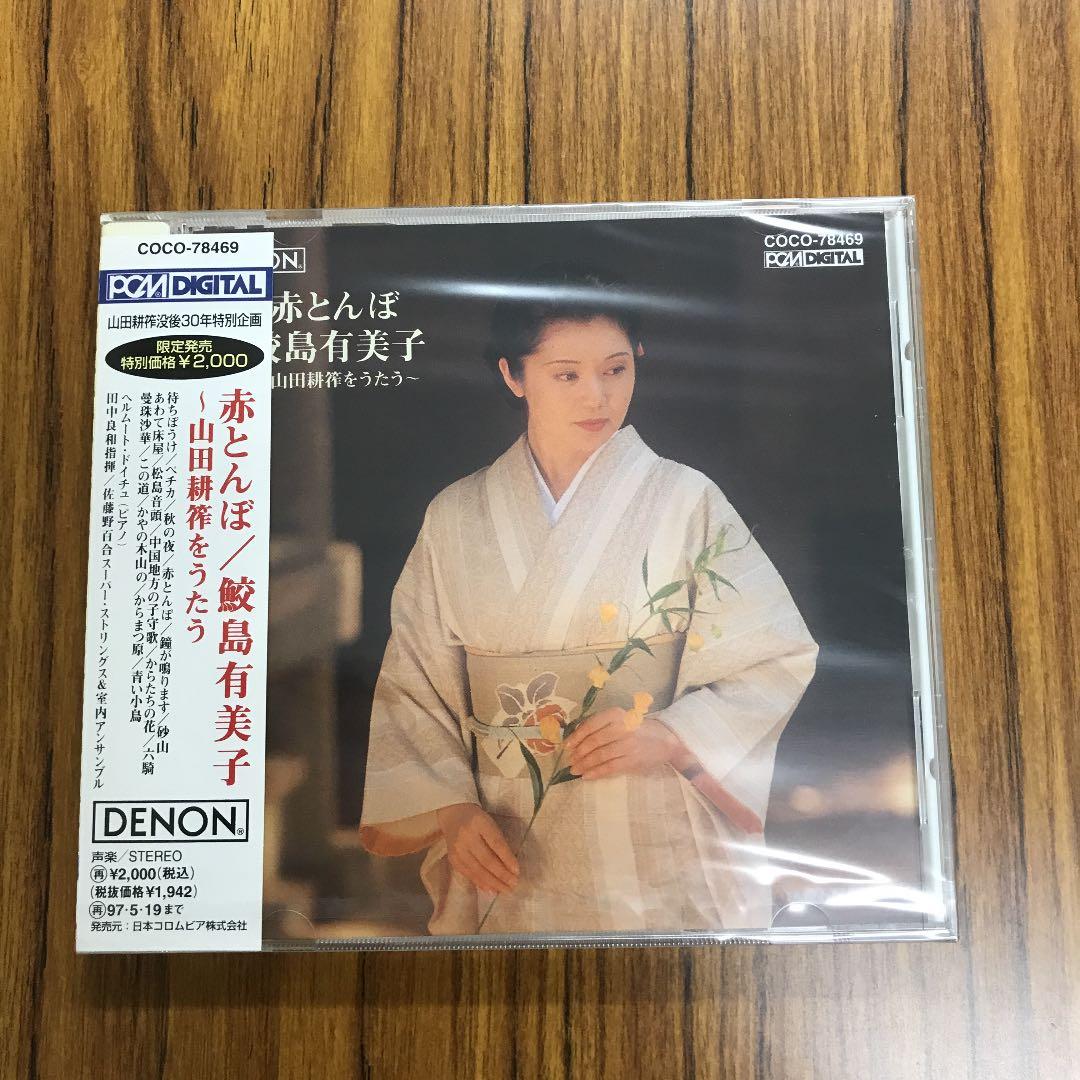 COCO-78469
PCM DIGITAL
山田耕筰没後30年特別企画
限定発売
特別価格¥2,000
赤とんぼ/鮫島有美子
~山田耕筰をうたう
待ちぼうけ/ペチカ/秋の夜/赤とんぼ/鐘が鳴ります/砂山
あわて床屋/松島音頭/中国地方の子守歌/からたちの花/六騎
曼珠沙華/この道/かやの木山の/からまつ原/青い小鳥
ヘルムート・ドイチュ(ピアノ)
田中良和指揮/佐藤野百合スーパー・ストリングス&室内アンサンブル
DENON®
声楽/STEREO
再¥2,000(税込)
(税抜価格¥1,942)
再97・5・19まで
発売元:日本コロムビア株式会社
ON®
COCO-78469
PCM DIGITAL
赤とんぼ
鮫島有美子
山田耕筰をうたう~